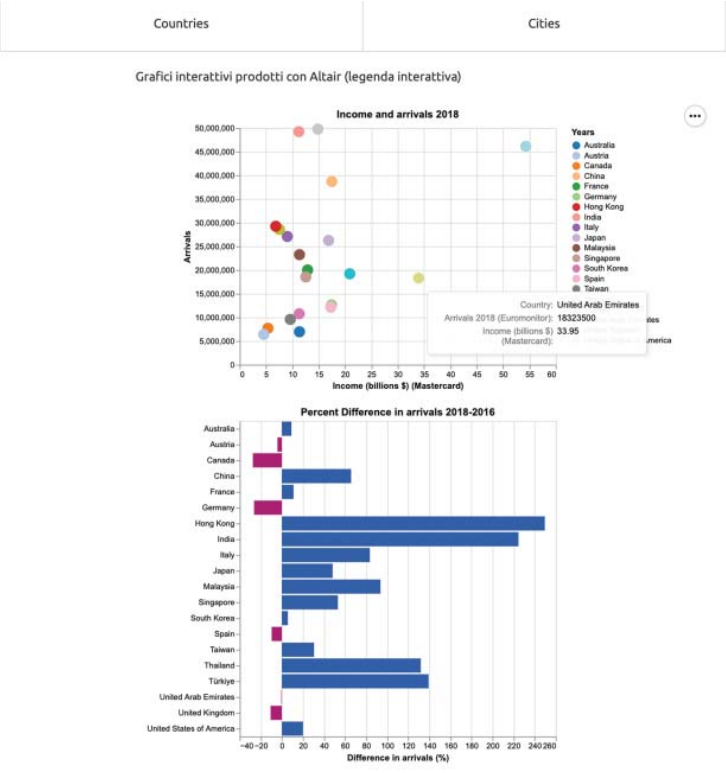 Countries
Cities
Grafici interattivi prodotti con Altair (legenda interattiva)
Income and arrivals 2018
50,000,000
45,000,000
40,000,000
35,000,000
30,000,000
25,000,000
20,000,000
15,000,000
10,000,000
5,000,000
0
Arrivals
0 5 10 15 20 25 30 35 40 45 50 55 60
Income (billions $) (Mastercard)
Years
Australia
Austria
Canada
China
France
Germany
Hong Kong
India
Italy
Japan
Malaysia
Singapore
South Korea
Spain
Taiwan
Country: United Arab Emirates
Arrivals 2018 (Euromonitor): 18323500
Income (billions $) 33.95
(Mastercard):
Percent Difference in arrivals 2018-2016
Australia
Austria
Canada
China
France
Germany
Hong Kong
India
Italy
Japan
Malaysia
Singapore
South Korea
Spain
Taiwan
Thailand
Türkiye
United Arab Emirates
United Kingdom
United States of America
−40 −20 0 20 40 60 80 100 120 140 160 180 200 220 240 260
Difference in arrivals (%)